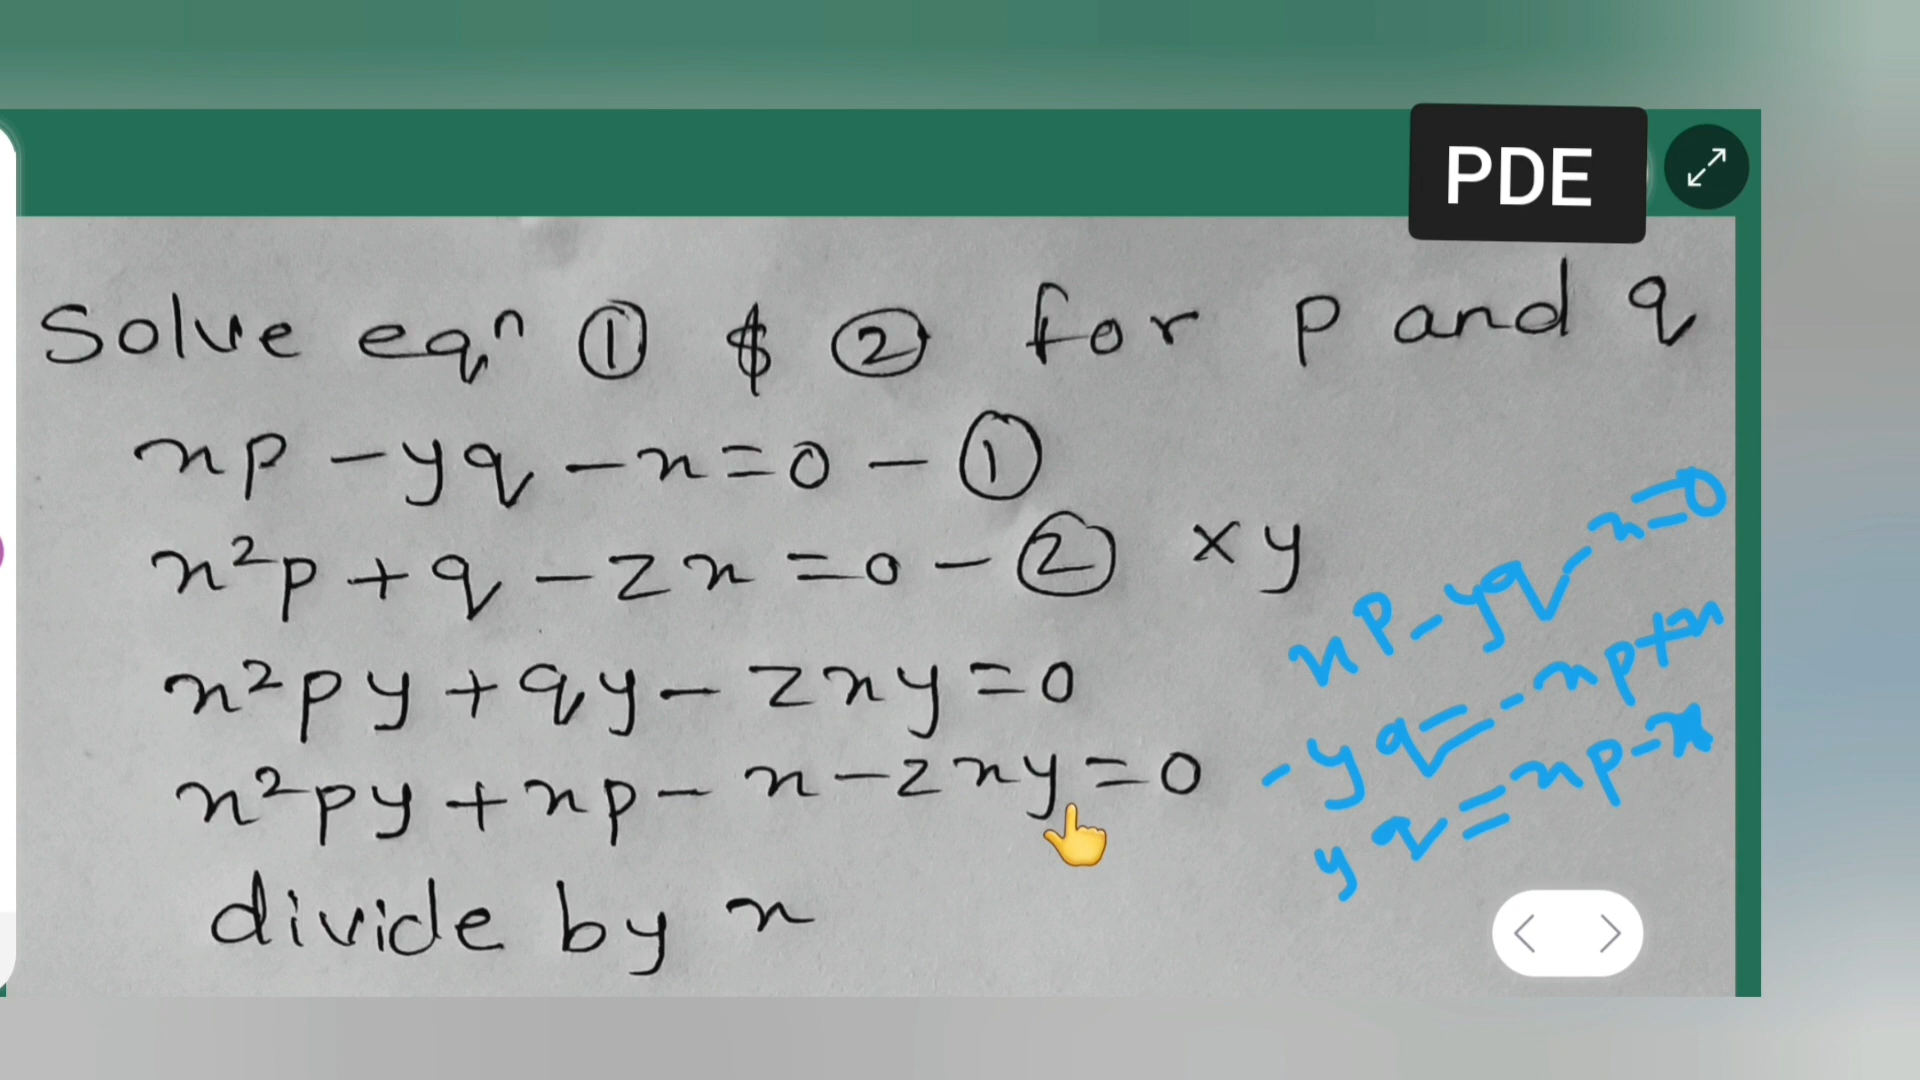 PDE
Solve eqⁿ ① & ② for p and q
xp - yq - x = 0 - ①
x²p + q - zx = 0 - ② × y
x²py + qy - zxy = 0
x²py + xp - x - zxy = 0
divide by x
xp - yq - x = 0
- yq = - xp + x
yq = xp - x